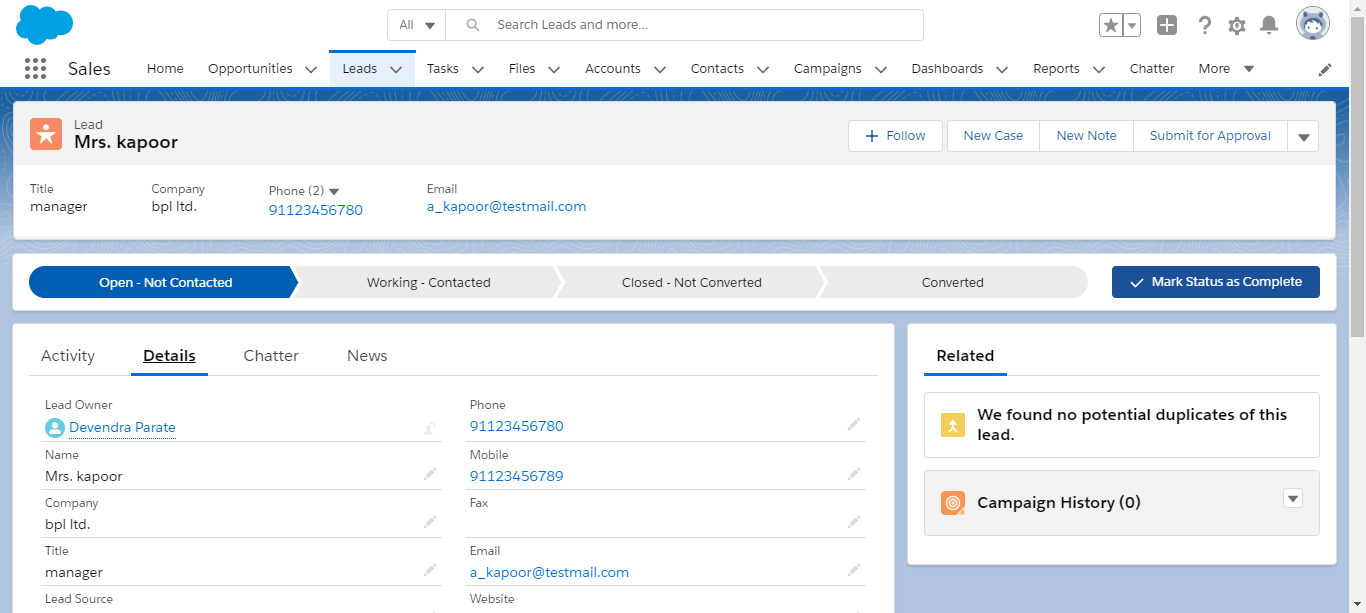 All
Search Leads and more...
Sales
Home
Opportunities
Leads
Tasks
Files
Accounts
Contacts
Campaigns
Dashboards
Reports
Chatter
More
Lead
Mrs. kapoor
Follow
New Case
New Note
Submit for Approval
Title
manager
Company
bpl ltd.
Phone (2)
91123456780
Email
a_kapoor@testmail.com
Open - Not Contacted
Working - Contacted
Closed - Not Converted
Converted
Mark Status as Complete
Activity
Details
Chatter
News
Lead Owner
Devendra Parate
Name
Mrs. kapoor
Company
bpl ltd.
Title
manager
Lead Source
Phone
91123456780
Mobile
91123456789
Fax
Email
a_kapoor@testmail.com
Website
Related
We found no potential duplicates of this
lead.
Campaign History (0)